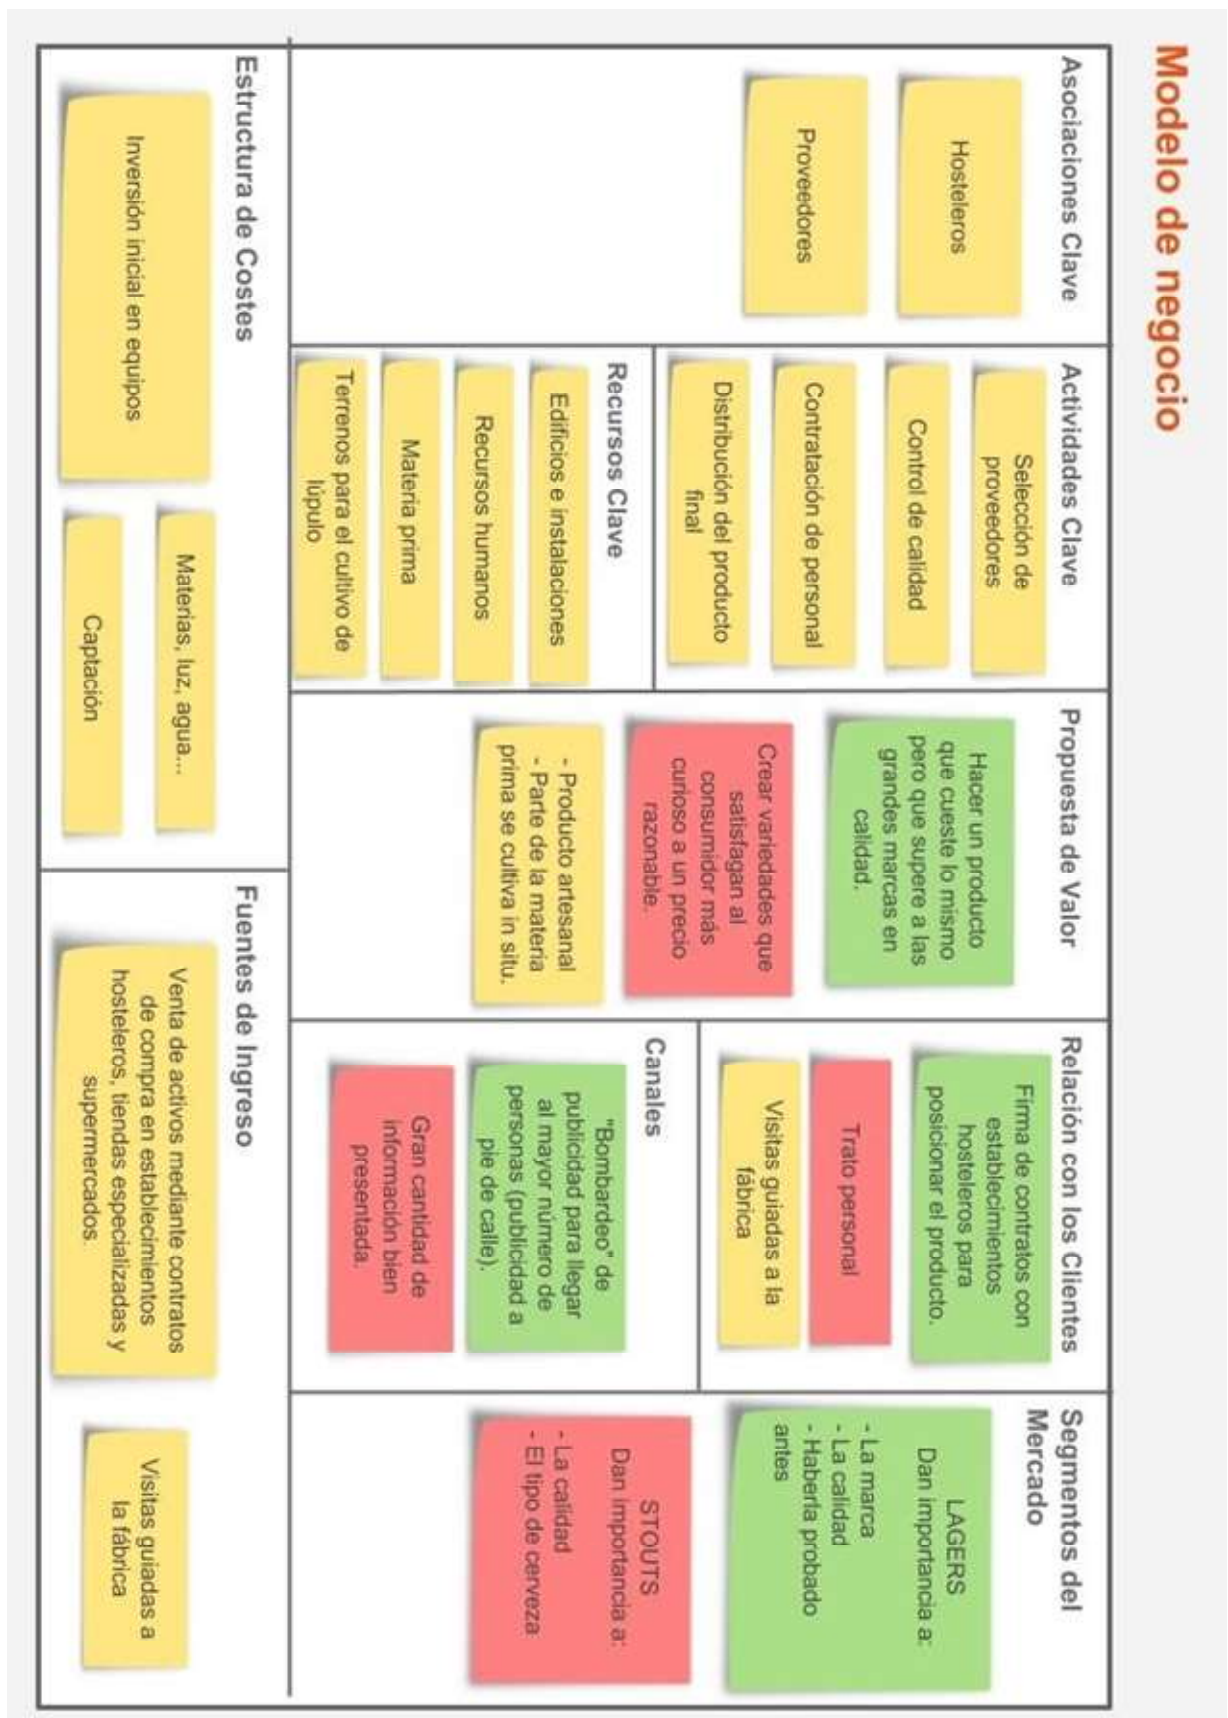 Modelo de negocio
Asociaciones Clave
Hosteleros
Proveedores
Actividades Clave
Selección de
proveedores
Control de calidad
Contratación de personal
Distribución del producto
final
Recursos Clave
Edificios e instalaciones
Recursos humanos
Materia prima
Terrenos para el cultivo de
lúpulo
Propuesta de Valor
Hacer un producto
que cueste lo mismo
pero que supere a las
grandes marcas en
calidad.
Crear variedades que
satisfagan al
consumidor más
curioso a un precio
razonable.
- Producto artesanal
- Parte de la materia
prima se cultiva in situ.
Relación con los Clientes
Firma de contratos con
establecimientos
hosteleros para
posicionar el producto.
Trato personal
Visitas guiadas a la
fábrica
Canales
"Bombardeo" de
publicidad para llegar
al mayor número de
personas (publicidad a
pie de calle).
Gran cantidad de
información bien
presentada.
Segmentos del
Mercado
LAGERS
Dan importancia a:
- La marca
- La calidad
- Haberla probado
antes
STOUTS
Dan importancia a:
- La calidad
- El tipo de cerveza
Estructura de Costes
Inversión inicial en equipos
Materias, luz, agua...
Captación
Fuentes de Ingreso
Venta de activos mediante contratos
de compra en establecimientos
hosteleros, tiendas especializadas y
supermercados.
Visitas guiadas a
la fábrica